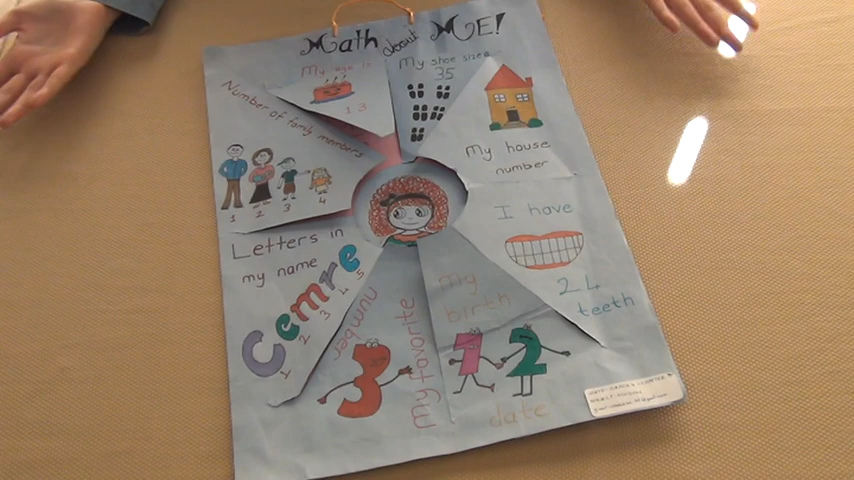 Math about ME!
My age is
13
My shoe size
35
My house
number
I have
24
teeth
My
birth
12
date
My favorite
number
3
Letters in
my name
Cemre
1 2 3 4 5
Number of family members
1 2 3 4